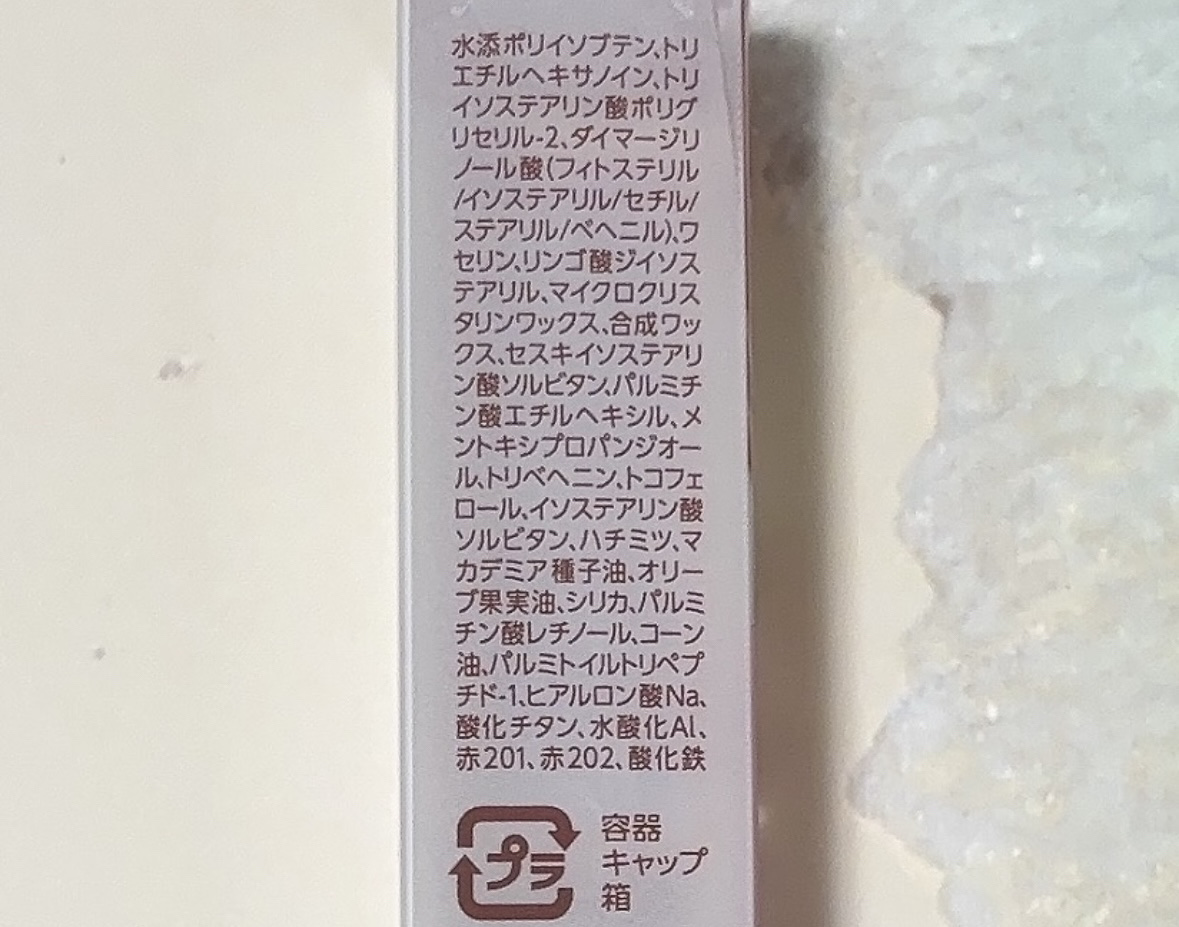 水添ポリイソブテン、トリ
エチルヘキサノイン、トリ
イソステアリン酸ポリグ
リセリル-2、ダイマージリ
ノール酸(フィトステリル
/イソステアリル/セチル/
ステアリル/ベヘニル)、ワ
セリン、リンゴ酸ジイソス
テアリル、マイクロクリス
タリンワックス、合成ワッ
クス、セスキイソステアリ
ン酸ソルビタン、パルミチ
ン酸エチルヘキシル、メ
ントキシプロパンジオー
ル、トリベヘニン、トコフェ
ロール、イソステアリン酸
ソルビタン、ハチミツ、マ
カデミア種子油、オリー
ブ果実油、シリカ、パルミ
チン酸レチノール、コーン
油、パルミトイルトリペプ
チド-1、ヒアルロン酸Na、
酸化チタン、水酸化Al、
赤201、赤202、酸化鉄
プラ
容器
キャップ
箱